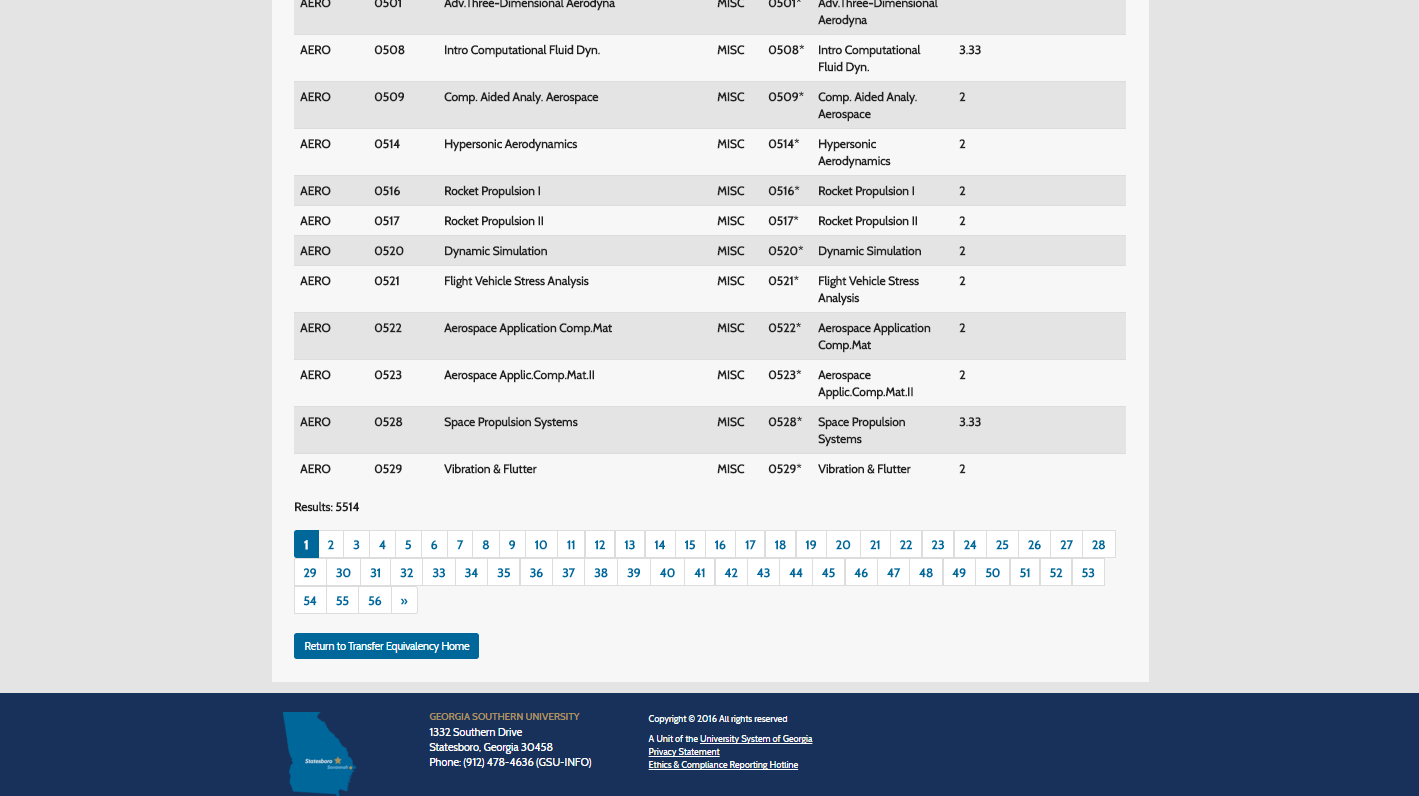 AERO 0501 Adv.Three-Dimensional Aerodyna MISC 0501* Adv.Three-Dimensional
Aerodyna
AERO 0508 Intro Computational Fluid Dyn. MISC 0508* Intro Computational 3.33
Fluid Dyn.
AERO 0509 Comp. Aided Analy. Aerospace MISC 0509* Comp. Aided Analy. 2
Aerospace
AERO 0514 Hypersonic Aerodynamics MISC 0514* Hypersonic 2
Aerodynamics
AERO 0516 Rocket Propulsion I MISC 0516* Rocket Propulsion I 2
AERO 0517 Rocket Propulsion II MISC 0517* Rocket Propulsion II 2
AERO 0520 Dynamic Simulation MISC 0520* Dynamic Simulation 2
AERO 0521 Flight Vehicle Stress Analysis MISC 0521* Flight Vehicle Stress 2
Analysis
AERO 0522 Aerospace Application Comp.Mat MISC 0522* Aerospace Application 2
Comp.Mat
AERO 0523 Aerospace Applic.Comp.Mat.II MISC 0523* Aerospace 2
Applic.Comp.Mat.II
AERO 0528 Space Propulsion Systems MISC 0528* Space Propulsion 3.33
Systems
AERO 0529 Vibration & Flutter MISC 0529* Vibration & Flutter 2
Results: 5514
1 2 3 4 5 6 7 8 9 10 11 12 13 14 15 16 17 18 19 20 21 22 23 24 25 26 27 28
29 30 31 32 33 34 35 36 37 38 39 40 41 42 43 44 45 46 47 48 49 50 51 52 53
54 55 56 »
Return to Transfer Equivalency Home
Statesboro
Savannah
GEORGIA SOUTHERN UNIVERSITY
1332 Southern Drive
Statesboro, Georgia 30458
Phone: (912) 478-4636 (GSU-INFO)
Copyright © 2016 All rights reserved
A Unit of the University System of Georgia
Privacy Statement
Ethics & Compliance Reporting Hotline